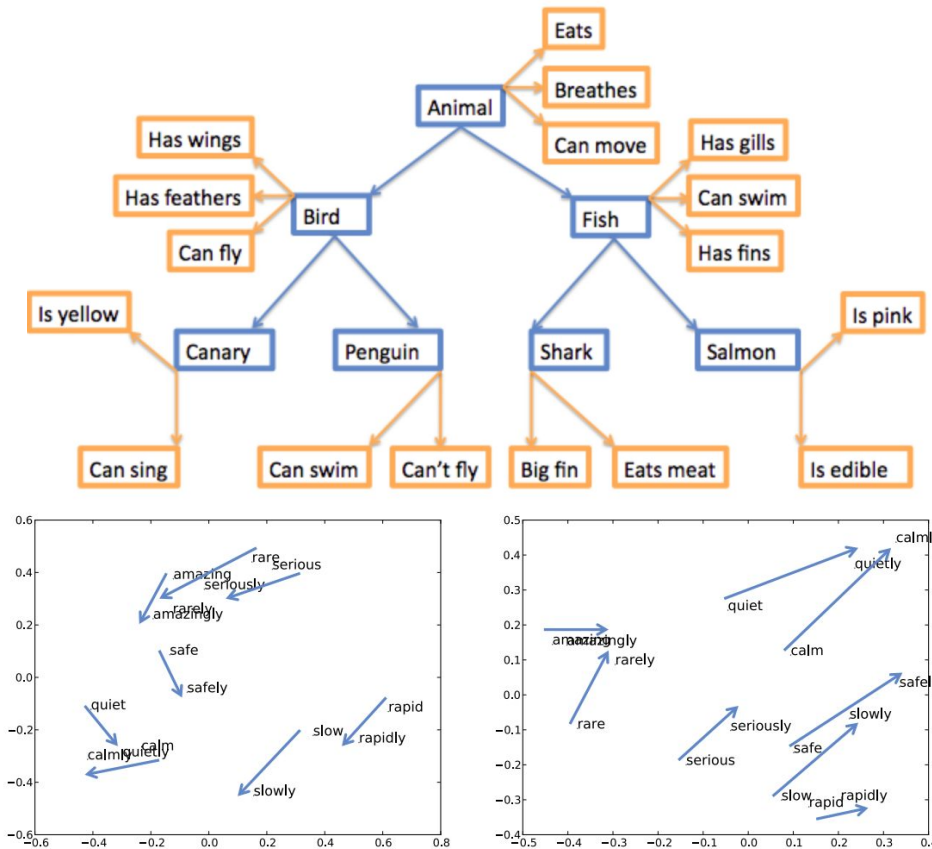 Eats
Animal
Breathes
Can move
Has wings
Has feathers
Can fly
Bird
Fish
Has gills
Can swim
Has fins
Is yellow
Canary
Penguin
Shark
Salmon
Is pink
Can sing
Can swim
Can't fly
Big fin
Eats meat
Is edible
0.6
0.4
0.2
0.0
−0.2
−0.4
−0.6
rare
serious
amazing
seriously
rarely
amazingly
safe
safely
quiet
rapid
calm
slow
rapidly
calmly
quietly
slowly
−0.6 −0.4 −0.2 0.0 0.2 0.4 0.6 0.8
0.5
0.4
0.3
0.2
0.1
0.0
−0.1
−0.2
−0.3
−0.4
calml
quietly
quiet
amazing
amazingly
rarely
calm
rare
safel
slowly
seriously
serious
safe
slow
rapid
rapidly
−0.5 −0.4 −0.3 −0.2 −0.1 0.0 0.1 0.2 0.3 0.4